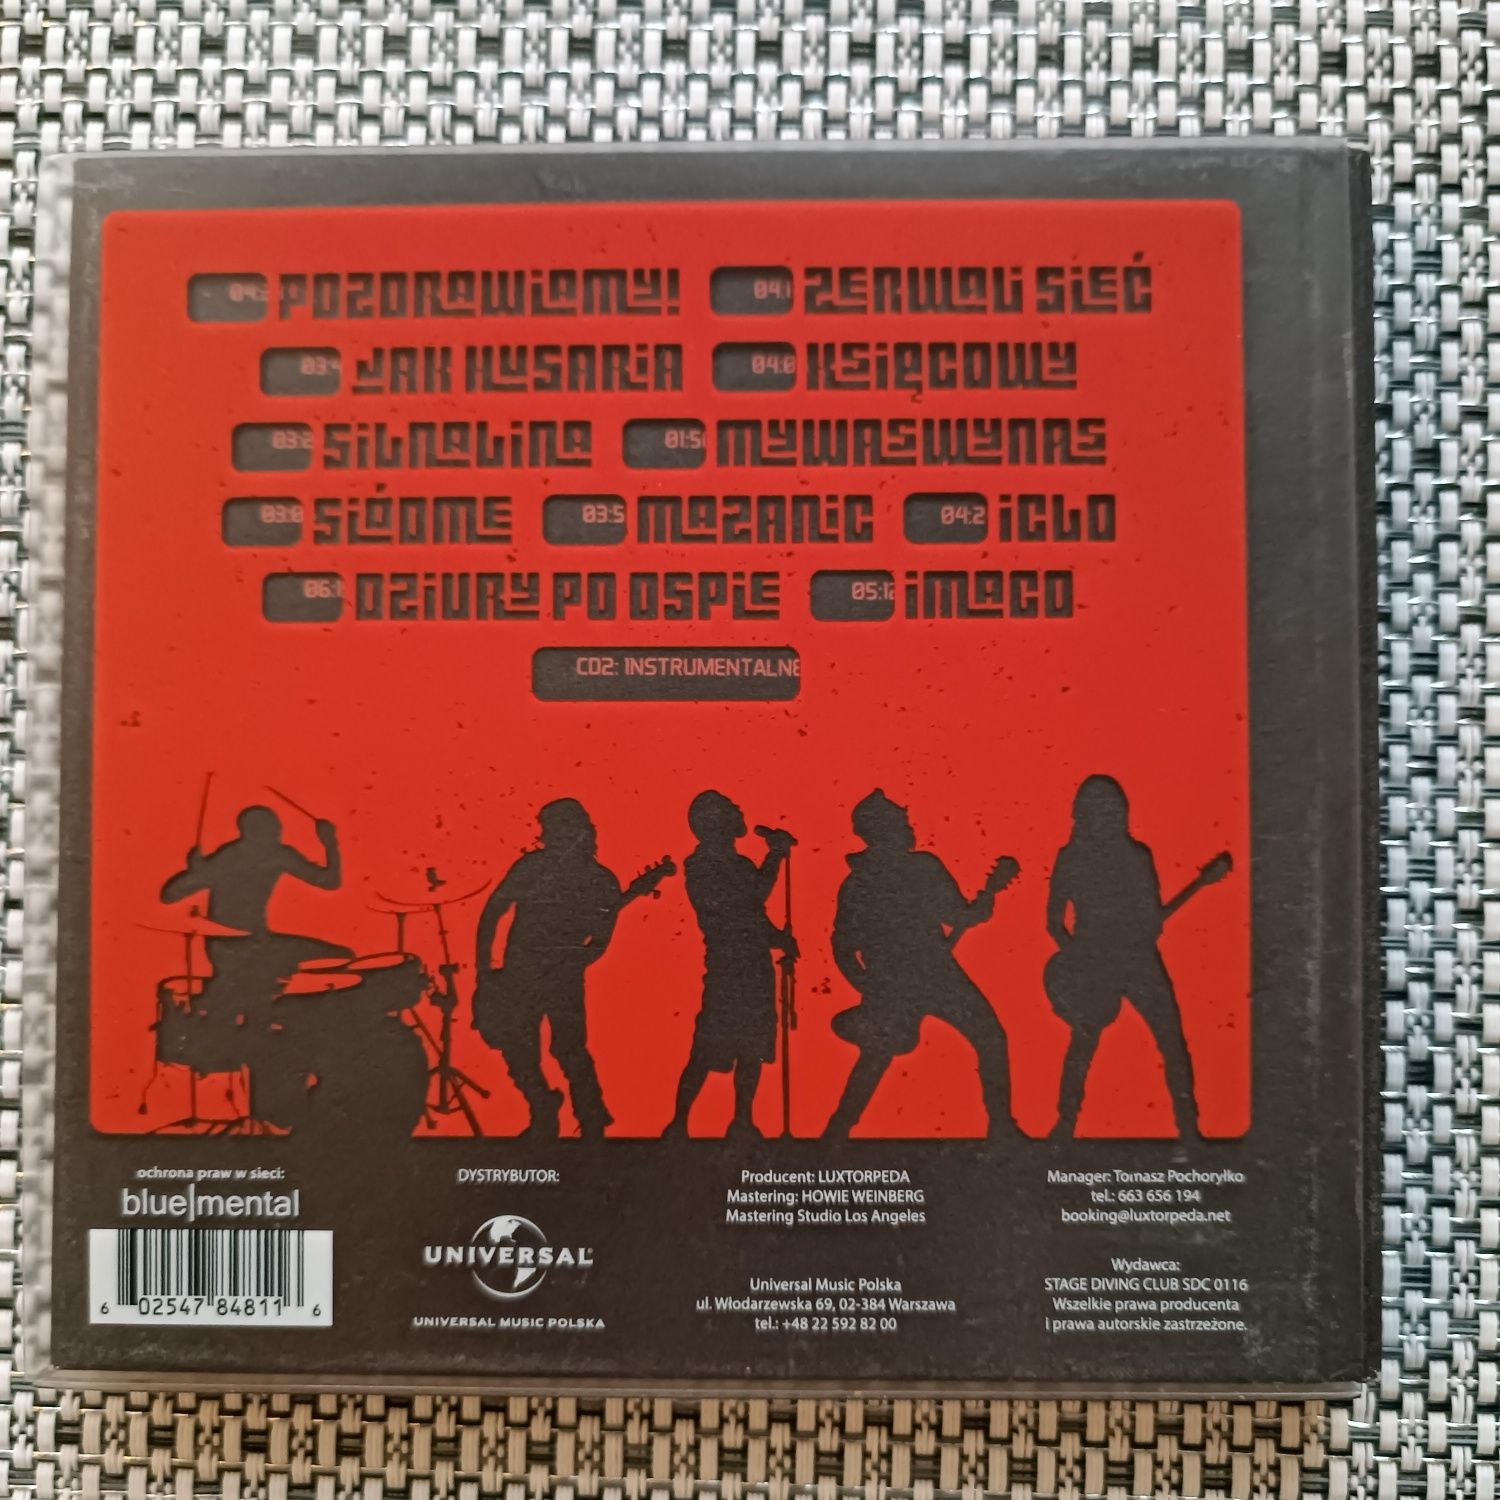 04: POZDRAWIAMY! 04:1 ZERWALI SIEĆ
03:4 JAK HUSARIA 04:0 KSIĘCOWY
03:2 SILNALINA 01:5 MYWASWYNAS
03:0 SIÓDME 03:5 MAZANIC 04:2 IGLO
06:1 DZIURY PO OSPIE 05:12 IMAGO
CD2: INSTRUMENTALNE
ochrona praw w sieci:
blue|mental
6 02547 84811 6
DYSTRYBUTOR:
UNIVERSAL
UNIVERSAL MUSIC POLSKA
Producent: LUXTORPEDA
Mastering: HOWIE WEINBERG
Mastering Studio Los Angeles
Universal Music Polska
ul. Włodarzewska 69, 02-384 Warszawa
tel.: +48 22 592 82 00
Manager: Tomasz Pochoryłko
tel.: 663 656 194
booking@luxtorpeda.net
Wydawca:
STAGE DIVING CLUB SDC 0116
Wszelkie prawa producenta
i prawa autorskie zastrzeżone.